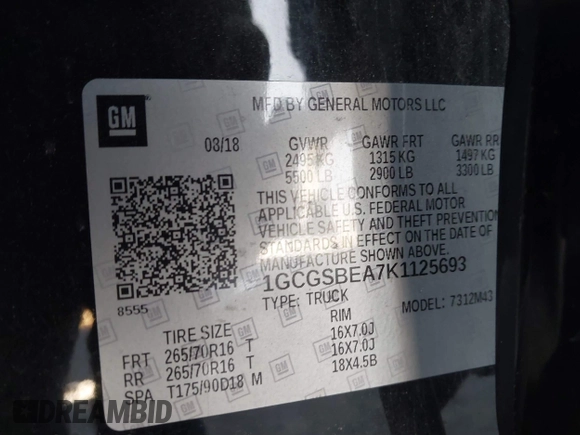 GM
MFD BY GENERAL MOTORS LLC
08/18 GVWR GAWR FRT GAWR RR
2495 KG 1315 KG 1497 KG
5500 LB 2900 LB 3300 LB
THIS VEHICLE CONFORMS TO ALL
APPLICABLE U.S. FEDERAL MOTOR
VEHICLE SAFETY AND THEFT PREVENTION
STANDARDS IN EFFECT ON THE DATE OF
MANUFACTURE SHOWN ABOVE.
1GCGSBEA7K1125693
8555 TYPE: TRUCK MODEL: 7312M43
TIRE SIZE RIM
FRT 265/70R16 T 16X7.0J
RR 265/70R16 T 16X7.0J
SPA T175/90D18 M 18X4.5B
DREAMBID